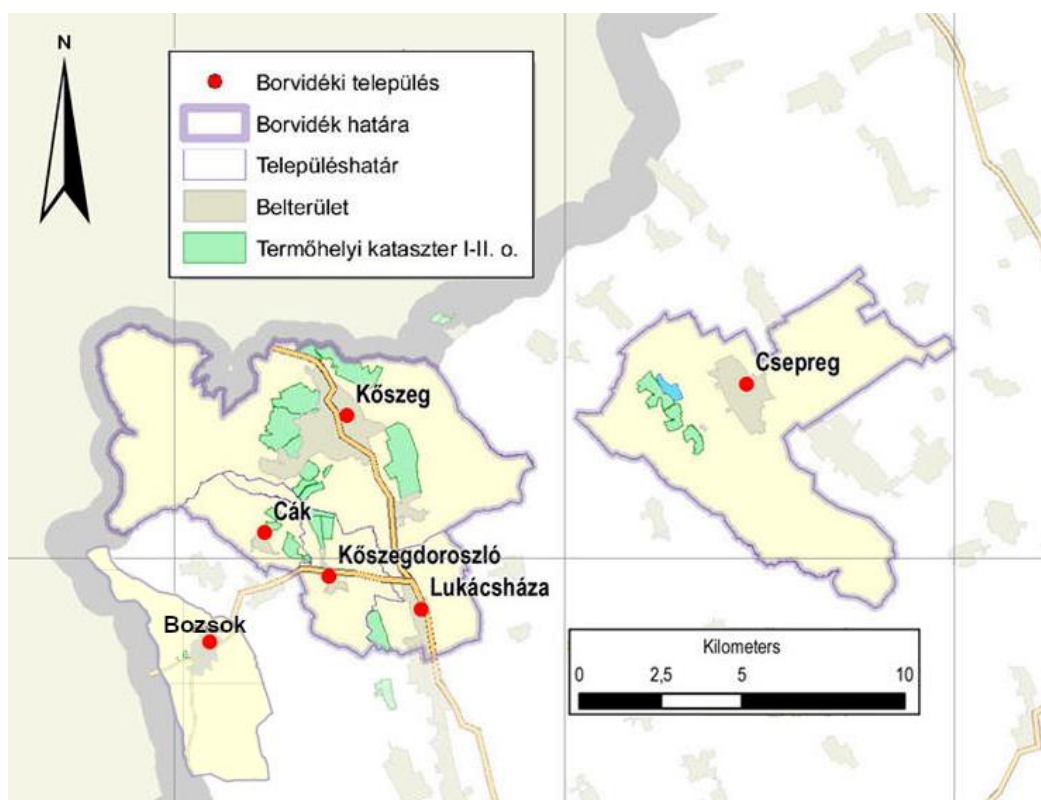 N
Borvidéki település
Borvidék határa
Településhatár
Belterület
Termőhelyi kataszter I-II. o.
Csepreg
Kőszeg
Cák
Kőszegdoroszló
Lukácsháza
Bozsok
Kilometers
0 2,5 5 10